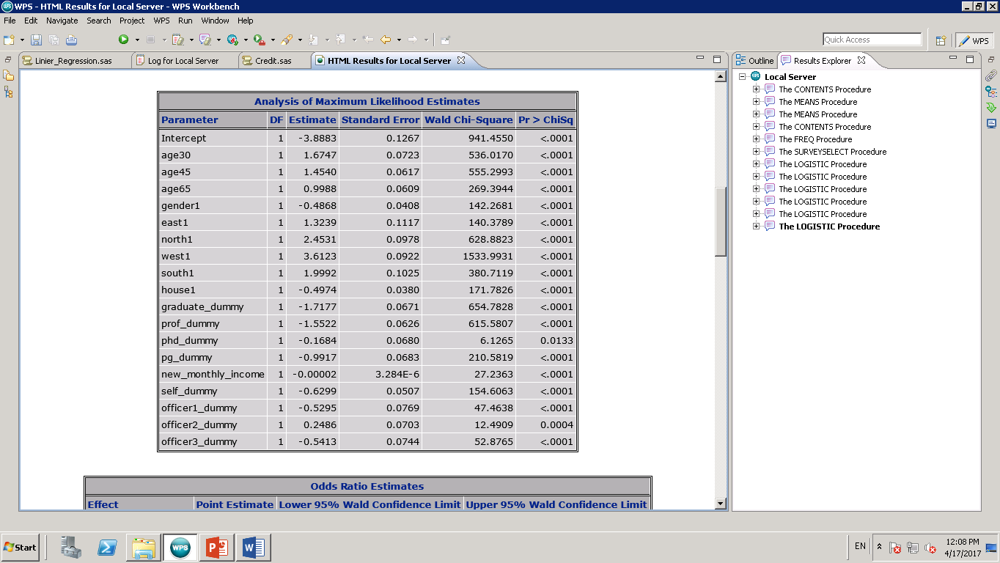 WPS - HTML Results for Local Server - WPS Workbench
File Edit Navigate Search Project WPS Run Window Help
Quick Access WPS
Linier_Regression.sas Log for Local Server Credit.sas HTML Results for Local Server Outline Results Explorer
Analysis of Maximum Likelihood Estimates
Parameter DF Estimate Standard Error Wald Chi-Square Pr > ChiSq
Intercept 1 -3.8883 0.1267 941.4550 <.0001
age30 1 1.6747 0.0723 536.0170 <.0001
age45 1 1.4540 0.0617 555.2993 <.0001
age65 1 0.9988 0.0609 269.3944 <.0001
gender1 1 -0.4868 0.0408 142.2681 <.0001
east1 1 1.3239 0.1117 140.3789 <.0001
north1 1 2.4531 0.0978 628.8823 <.0001
west1 1 3.6123 0.0922 1533.9931 <.0001
south1 1 1.9992 0.1025 380.7119 <.0001
house1 1 -0.4974 0.0380 171.7826 <.0001
graduate_dummy 1 -1.7177 0.0671 654.7828 <.0001
prof_dummy 1 -1.5522 0.0626 615.5807 <.0001
phd_dummy 1 -0.1684 0.0680 6.1265 0.0133
pg_dummy 1 -0.9917 0.0683 210.5819 <.0001
new_monthly_income 1 -0.00002 3.284E-6 27.2363 <.0001
self_dummy 1 -0.6299 0.0507 154.6063 <.0001
officer1_dummy 1 -0.5295 0.0769 47.4638 <.0001
officer2_dummy 1 0.2486 0.0703 12.4909 0.0004
officer3_dummy 1 -0.5413 0.0744 52.8765 <.0001
Odds Ratio Estimates
Effect Point Estimate Lower 95% Wald Confidence Limit Upper 95% Wald Confidence Limit
Local Server
The CONTENTS Procedure
The MEANS Procedure
The MEANS Procedure
The CONTENTS Procedure
The FREQ Procedure
The SURVEYSELECT Procedure
The LOGISTIC Procedure
The LOGISTIC Procedure
The LOGISTIC Procedure
The LOGISTIC Procedure
The LOGISTIC Procedure
The LOGISTIC Procedure
Start WPS EN 12:08 PM
4/17/2017